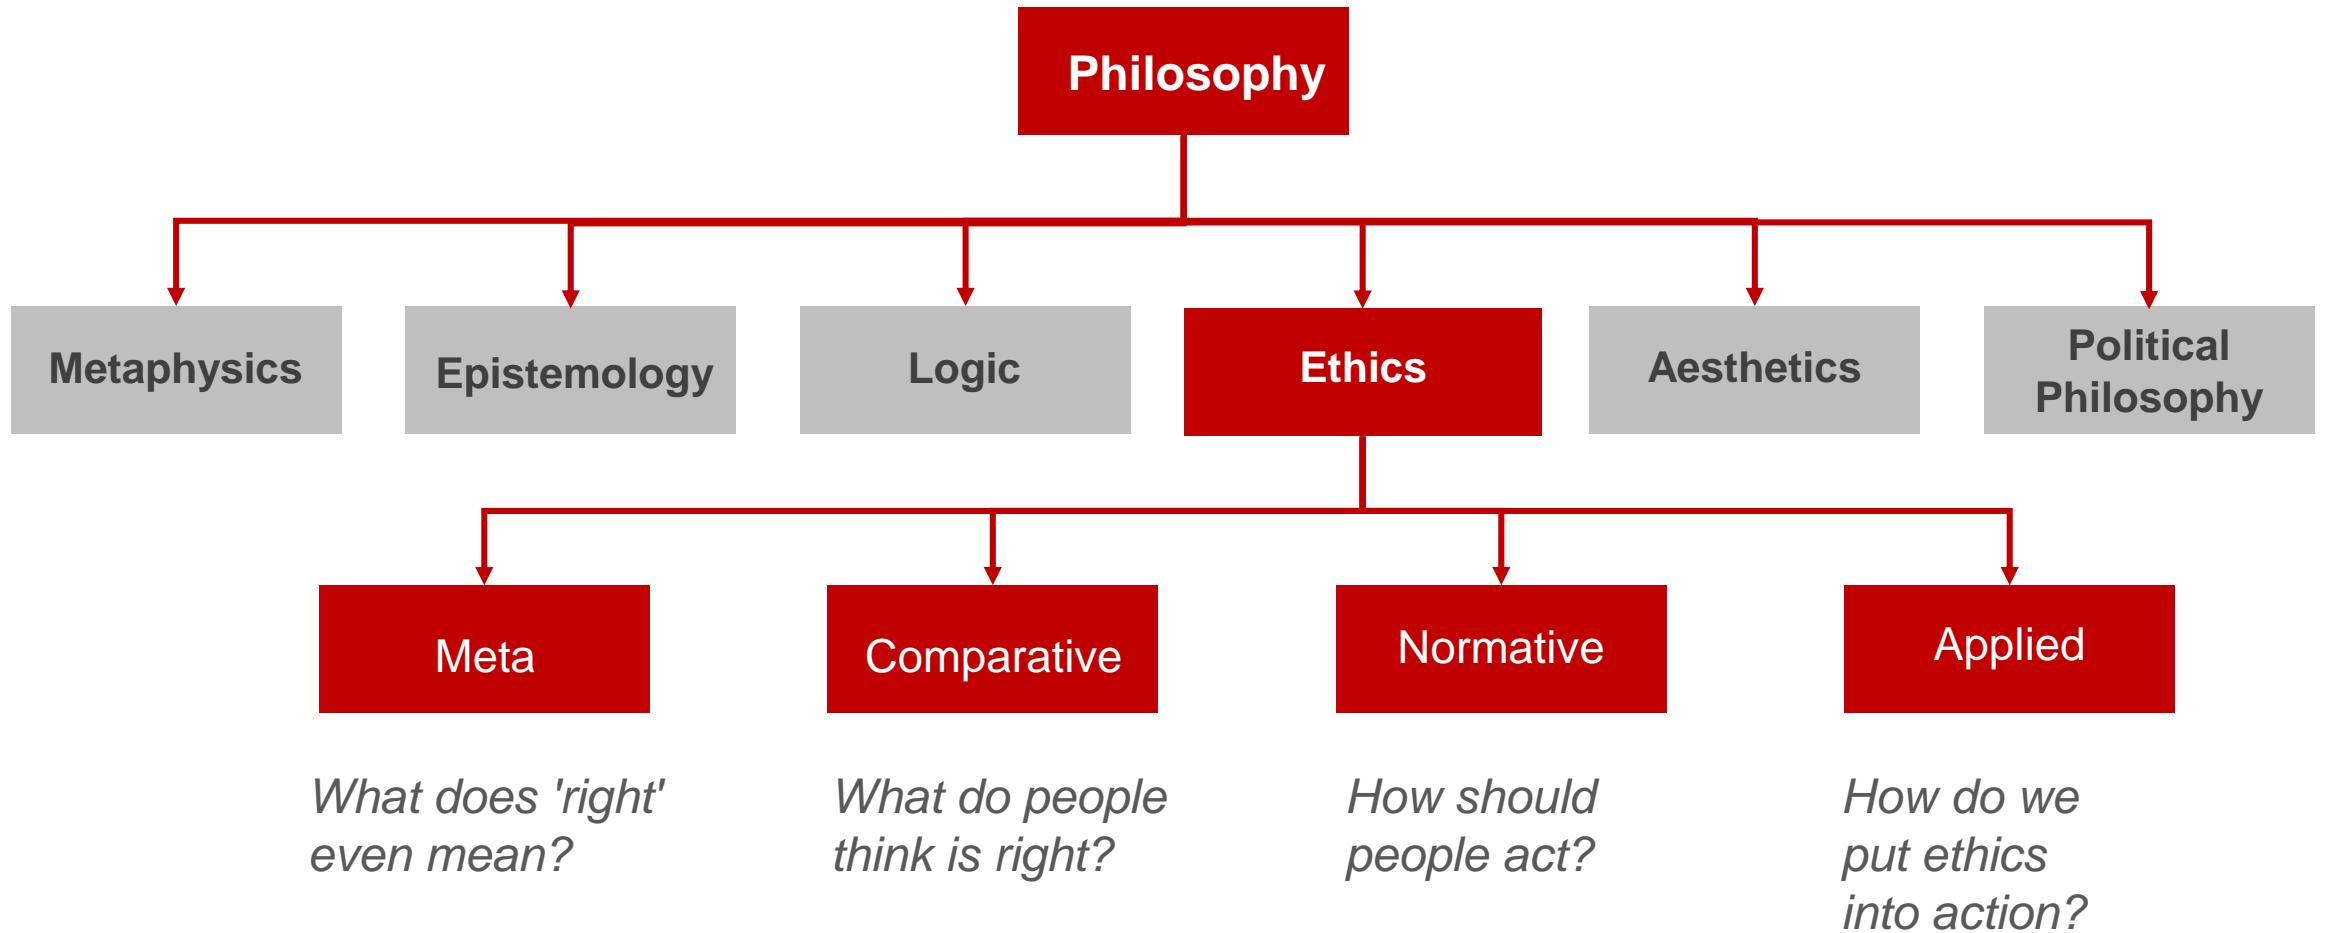 Philosophy
Metaphysics
Epistemology
Logic
Ethics
Aesthetics
Political
Philosophy
Meta
Comparative
Normative
Applied
What does 'right'
even mean?
What do people
think is right?
How should
people act?
How do we
put ethics
into action?